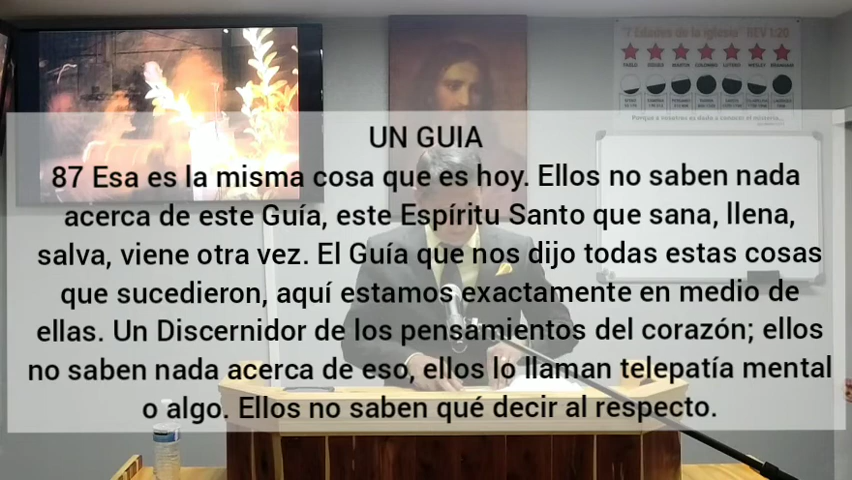 "7 Edades de la Iglesia" REV 1:20
UN GUIA
87 Esa es la misma cosa que es hoy. Ellos no saben nada
acerca de este Guía, este Espíritu Santo que sana, llena,
salva, viene otra vez. El Guía que nos dijo todas estas cosas
que sucedieron, aquí estamos exactamente en medio de
ellas. Un Discernidor de los pensamientos del corazón; ellos
no saben nada acerca de eso, ellos lo llaman telepatía mental
o algo. Ellos no saben qué decir al respecto.